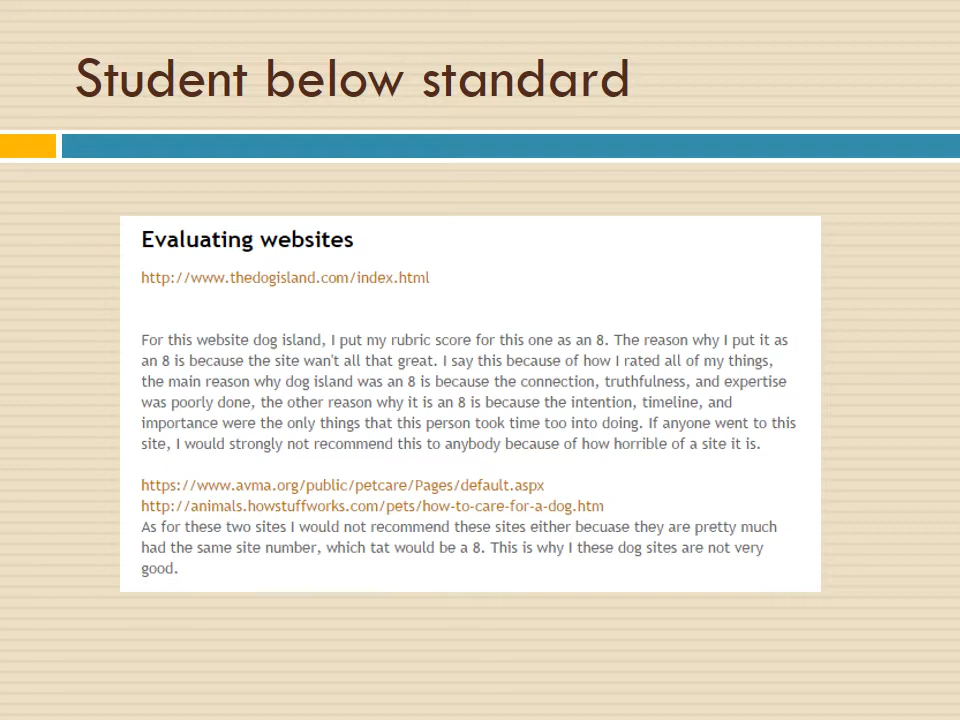 Student below standard
Evaluating websites
http://www.thedogisland.com/index.html
For this website dog island, I put my rubric score for this one as an 8. The reason why I put it as
an 8 is because the site wan't all that great. I say this because of how I rated all of my things,
the main reason why dog island was an 8 is because the connection, truthfulness, and expertise
was poorly done, the other reason why it is an 8 is because the intention, timeline, and
importance were the only things that this person took time too into doing. If anyone went to this
site, I would strongly not recommend this to anybody because of how horrible of a site it is.
https://www.avma.org/public/petcare/Pages/default.aspx
http://animals.howstuffworks.com/pets/how-to-care-for-a-dog.htm
As for these two sites I would not recommend these sites either becuase they are pretty much
had the same site number, which tat would be a 8. This is why I these dog sites are not very
good.